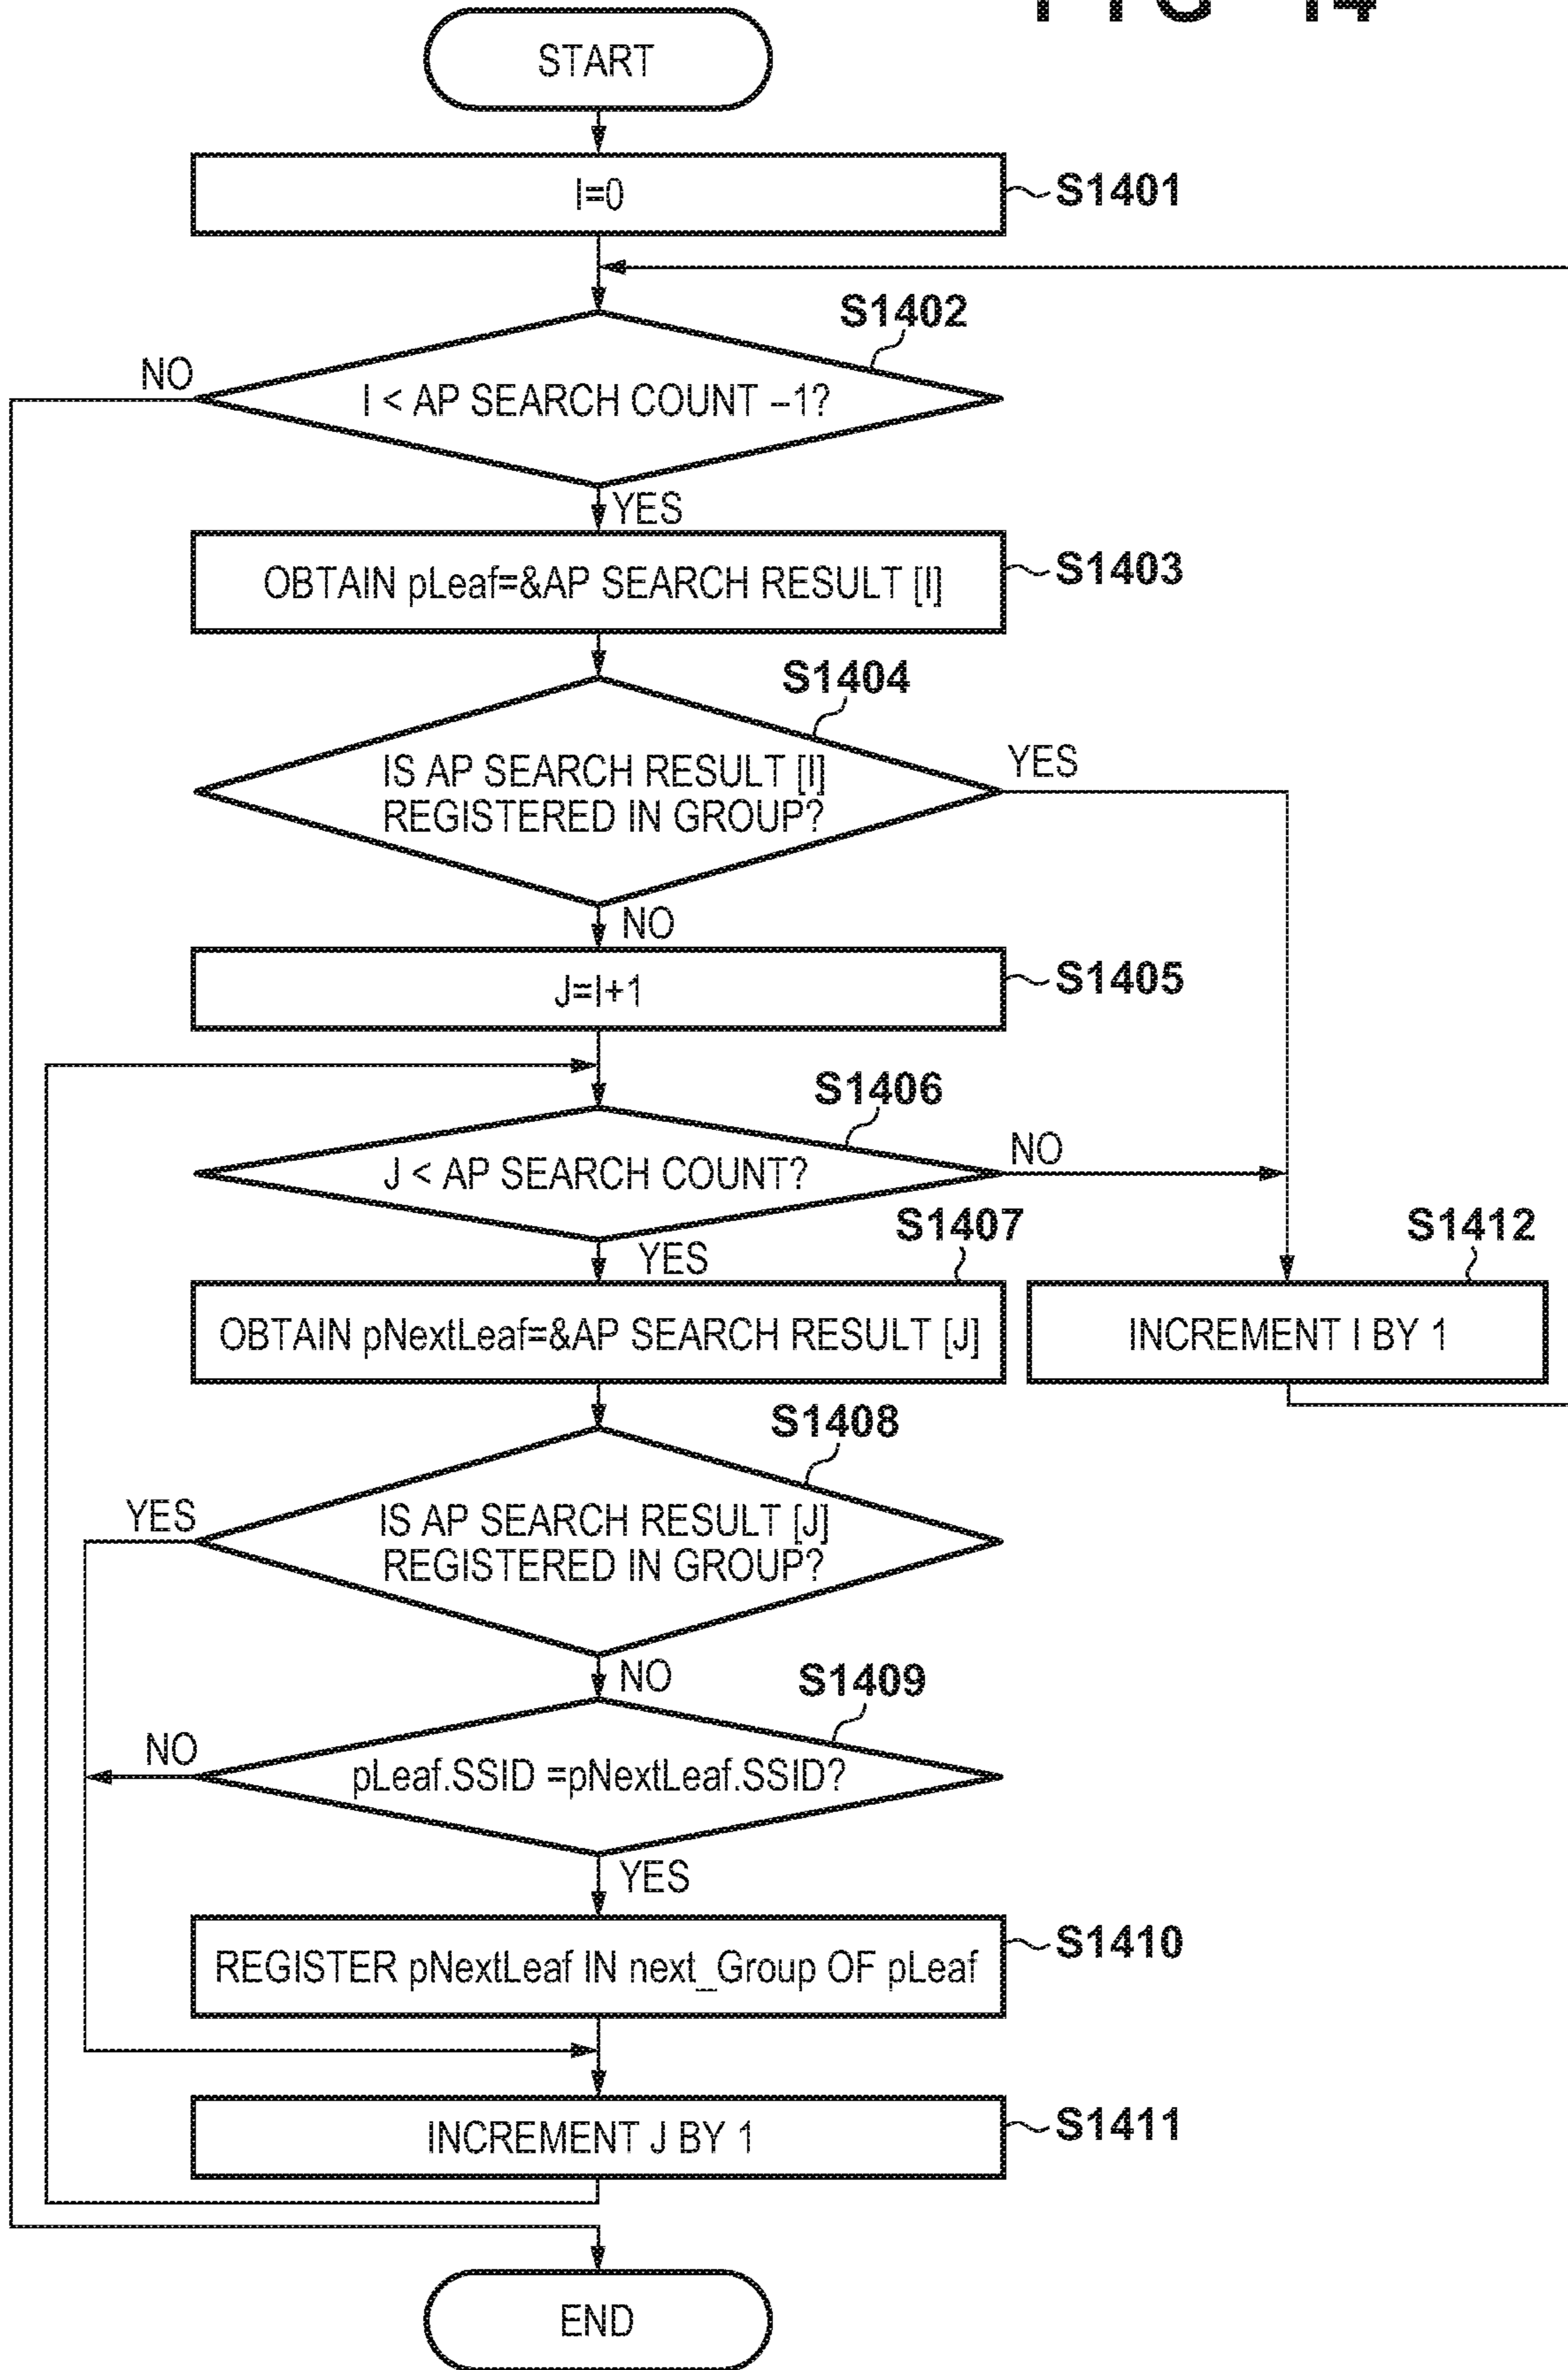 FIG 14
START
I=0
S1401
S1402
NO
I < AP SEARCH COUNT –1?
YES
OBTAIN pLeaf=&AP SEARCH RESULT [I]
S1403
S1404
IS AP SEARCH RESULT [I]
REGISTERED IN GROUP?
YES
NO
J=I+1
S1405
S1406
J < AP SEARCH COUNT?
NO
YES
S1407
OBTAIN pNextLeaf=&AP SEARCH RESULT [J]
S1412
INCREMENT I BY 1
S1408
YES
IS AP SEARCH RESULT [J]
REGISTERED IN GROUP?
NO
S1409
NO
pLeaf.SSID =pNextLeaf.SSID?
YES
REGISTER pNextLeaf IN next_Group OF pLeaf
S1410
INCREMENT J BY 1
S1411
END